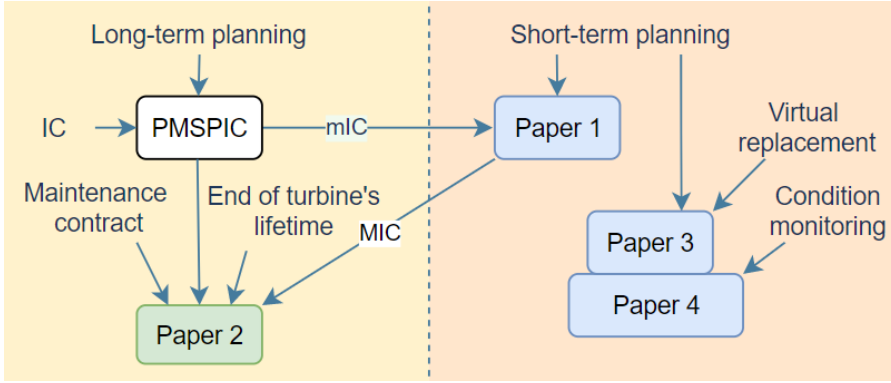 Long-term planning
Short-term planning
IC
PMSPIC
mIC
Paper 1
Virtual
replacement
Maintenance
contract
End of turbine's
lifetime
MIC
Condition
monitoring
Paper 3
Paper 4
Paper 2